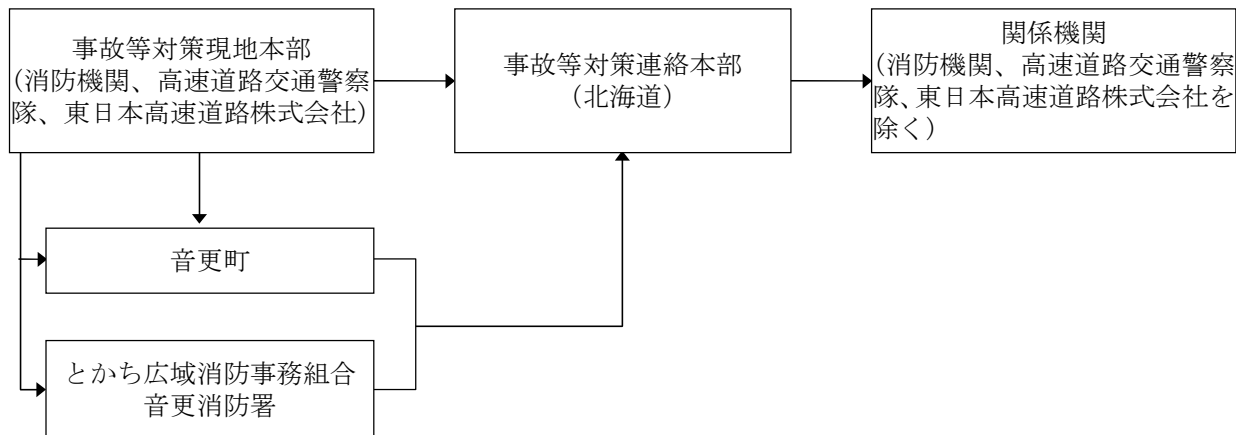 事故等対策現地本部
(消防機関、高速道路交通警察
隊、東日本高速道路株式会社)
事故等対策連絡本部
(北海道)
関係機関
(消防機関、高速道路交通警察
隊、東日本高速道路株式会社を
除く)
音更町
とかち広域消防事務組合
音更消防署